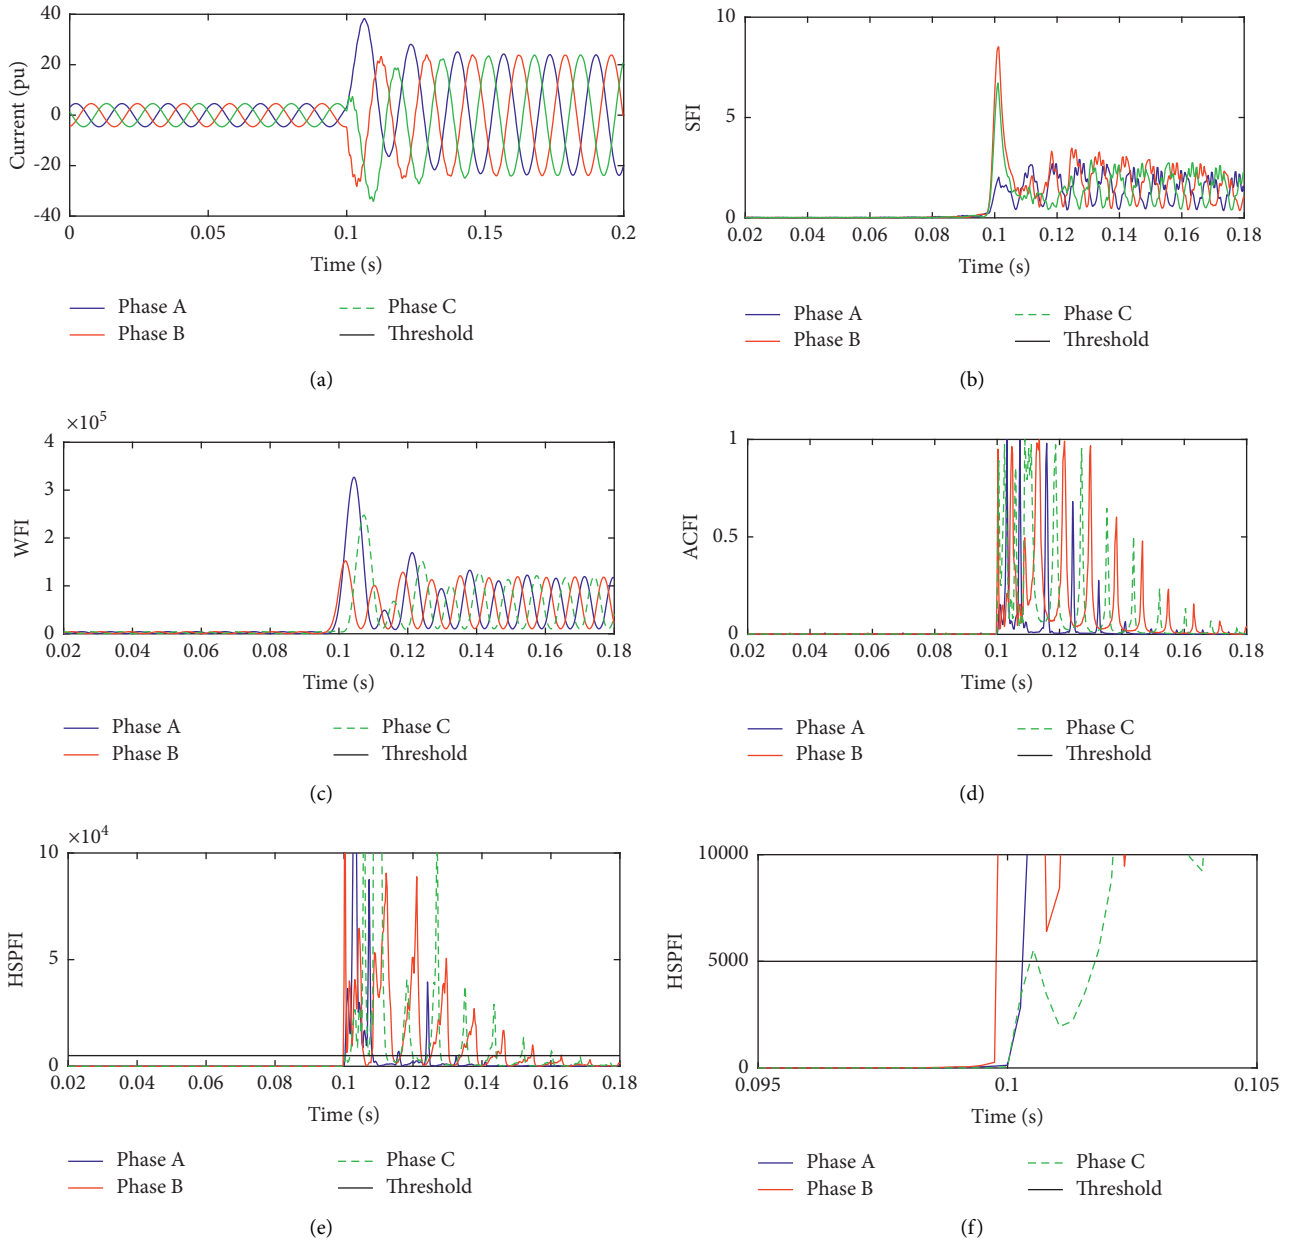 40
20
0
-20
-40
Current (pu)
0 0.05 0.1 0.15 0.2
Time (s)
Phase A
Phase B
Phase C
Threshold
(a)
15
10
5
0
SFI
0.02 0.04 0.06 0.08 0.1 0.12 0.14 0.16 0.18
Time (s)
Phase A
Phase B
Phase C
Threshold
(b)
×10⁵
4
3
2
1
0
WFI
0.02 0.04 0.06 0.08 0.1 0.12 0.14 0.16 0.18
Time (s)
Phase A
Phase B
Phase C
Threshold
(c)
1
0.5
0
ACFI
0.02 0.04 0.06 0.08 0.1 0.12 0.14 0.16 0.18
Time (s)
Phase A
Phase B
Phase C
Threshold
(d)
×10⁴
10
5
0
HSPFI
0.02 0.04 0.06 0.08 0.1 0.12 0.14 0.16 0.18
Time (s)
Phase A
Phase B
Phase C
Threshold
(e)
10000
5000
0
HSPFI
0.095 0.1 0.105
Time (s)
Phase A
Phase B
Phase C
Threshold
(f)